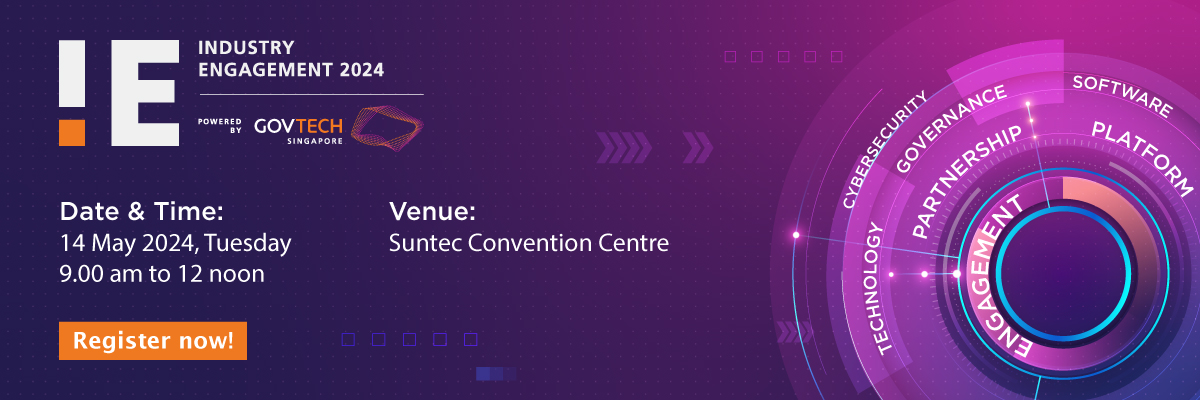 !E
INDUSTRY
ENGAGEMENT 2024
POWERED
BY
GOVTECH
SINGAPORE
Date & Time:
14 May 2024, Tuesday
9.00 am to 12 noon
Venue:
Suntec Convention Centre
Register now!
CYBERSECURITY
GOVERNANCE
SOFTWARE
PARTNERSHIP
PLATFORM
TECHNOLOGY
ENGAGEMENT